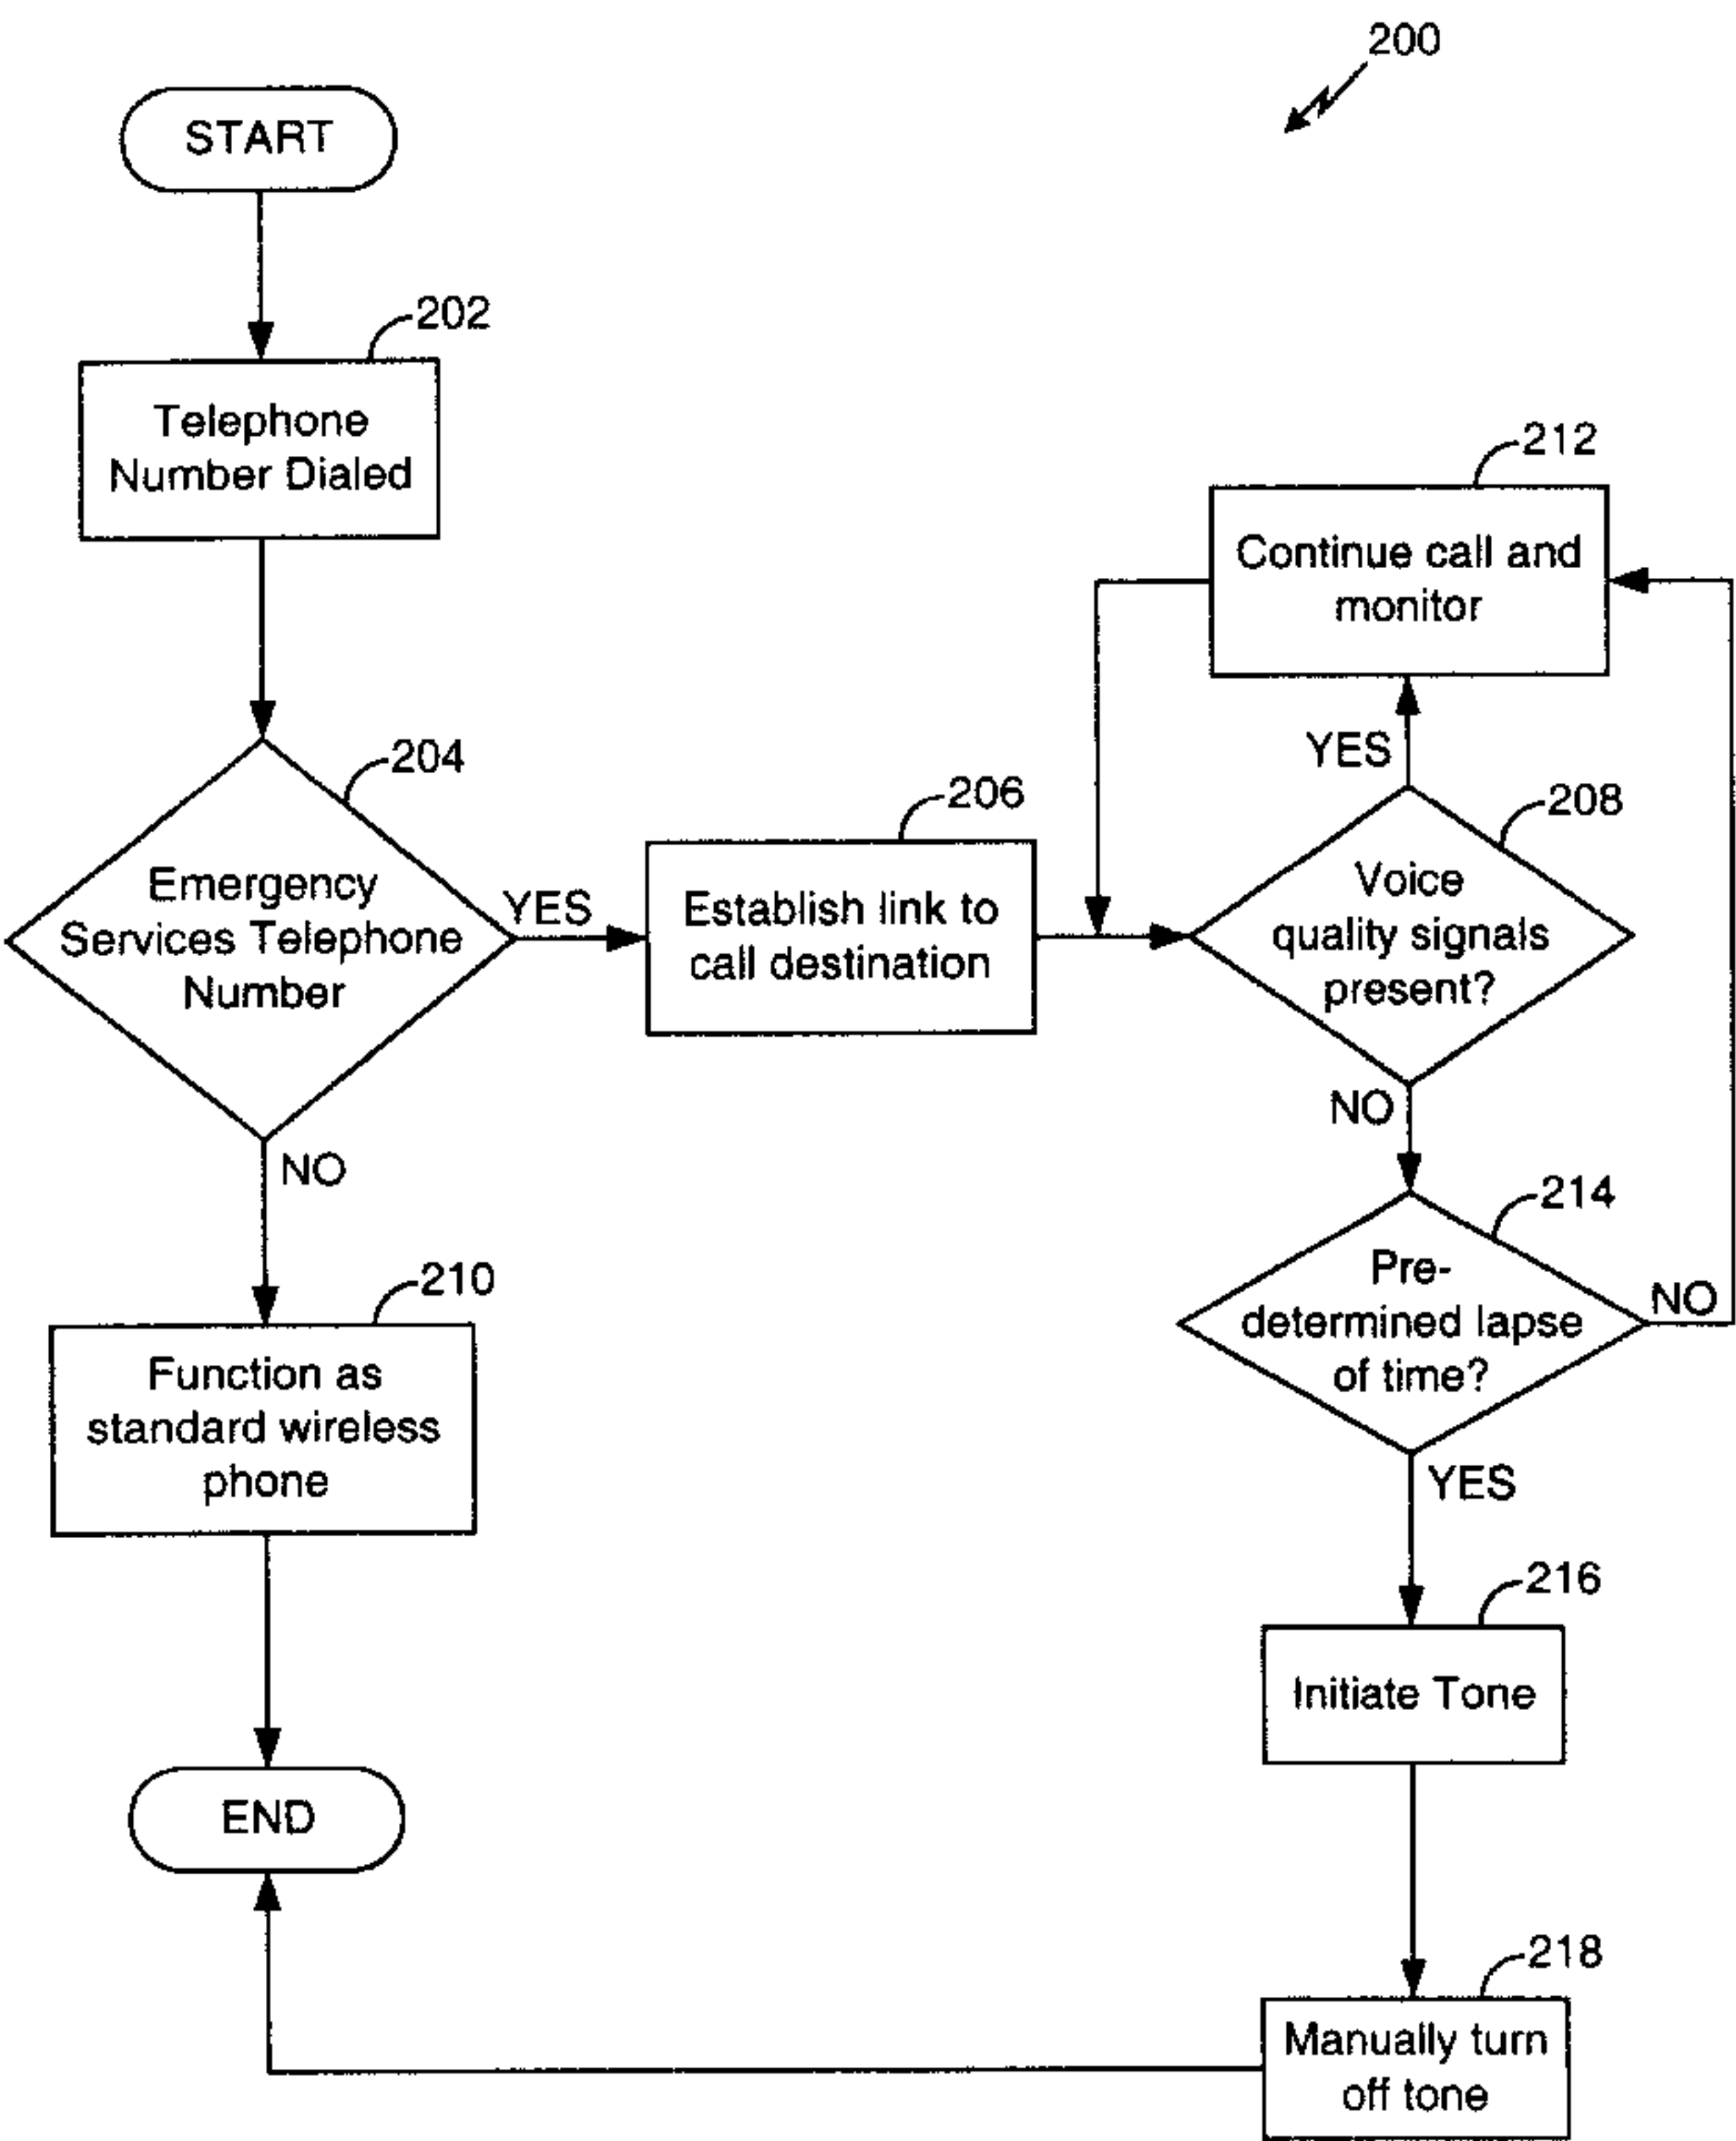 200
START
202
Telephone
Number Dialed
204
Emergency
Services Telephone
Number
YES
NO
206
Establish link to
call destination
212
Continue call and
monitor
YES
208
Voice
quality signals
present?
NO
214
Pre-
determined lapse
of time?
NO
YES
210
Function as
standard wireless
phone
END
216
Initiate Tone
218
Manually turn
off tone